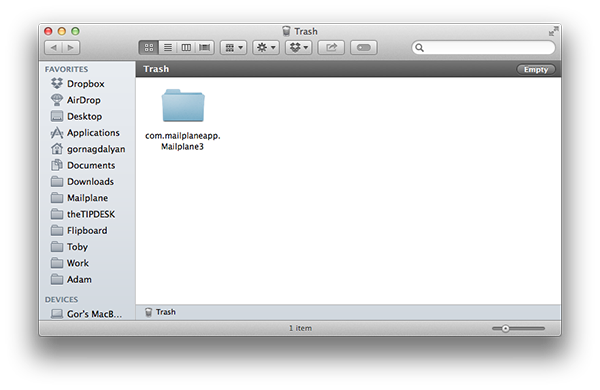 Trash
FAVORITES
Dropbox
AirDrop
Desktop
Applications
gornagdalyan
Documents
Downloads
Mailplane
theTIPDESK
Flipboard
Toby
Work
Adam
DEVICES
Gor's MacB...
Trash
Empty
com.mailplaneapp.
Mailplane3
Trash
1 item